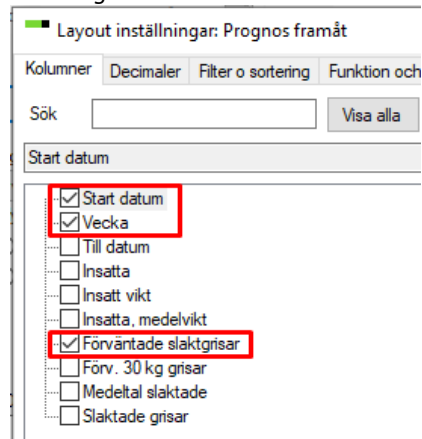 Layout inställningar: Prognos framåt
Kolumner Decimaler Filter o sortering Funktion och
Sök Visa alla
Start datum
Start datum
Vecka
Till datum
Insatta
Insatt vikt
Insatta, medelvikt
Förväntade slaktgrisar
Förv. 30 kg grisar
Medeltal slaktade
Slaktade grisar